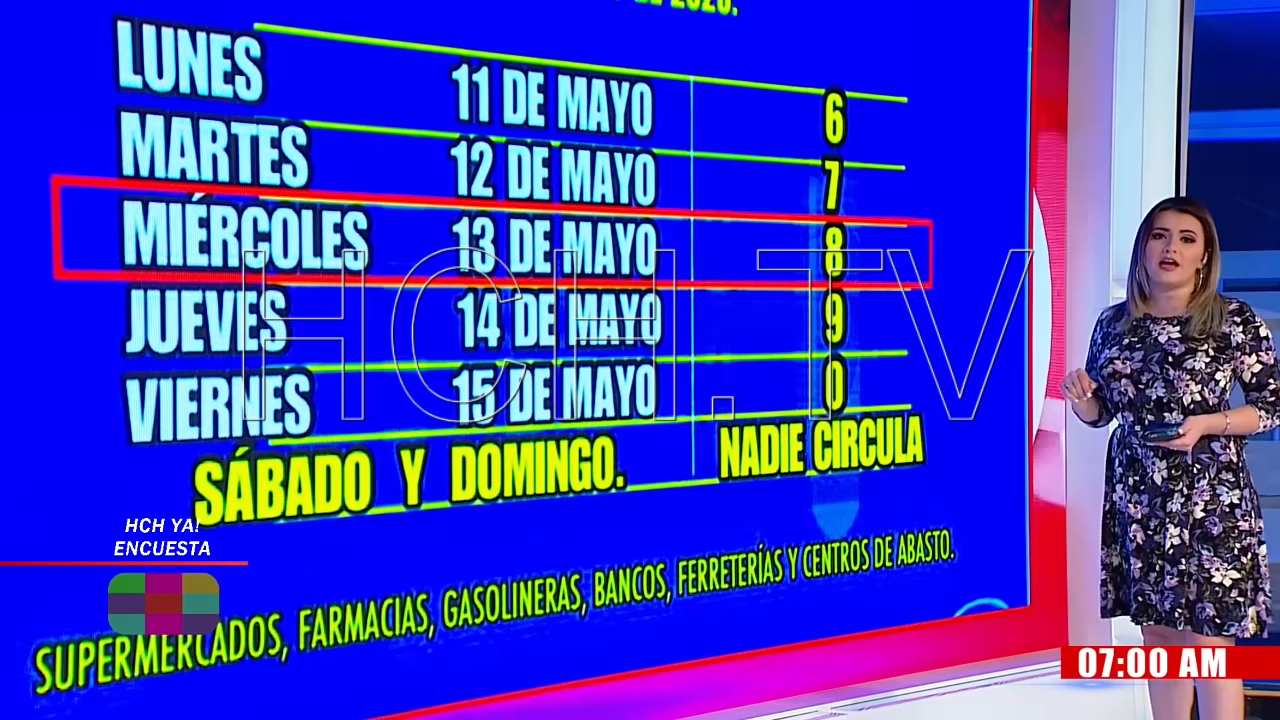 DE 2020.
LUNES 11 DE MAYO 6
MARTES 12 DE MAYO 7
MIÉRCOLES 13 DE MAYO 8
HCH.TV
JUEVES 14 DE MAYO 9
VIERNES 15 DE MAYO 0
SÁBADO Y DOMINGO. NADIE CIRCULA
HCH YA!
ENCUESTA
SUPERMERCADOS, FARMACIAS, GASOLINERAS, BANCOS, FERRETERÍAS Y CENTROS DE ABASTO.
07:00 AM